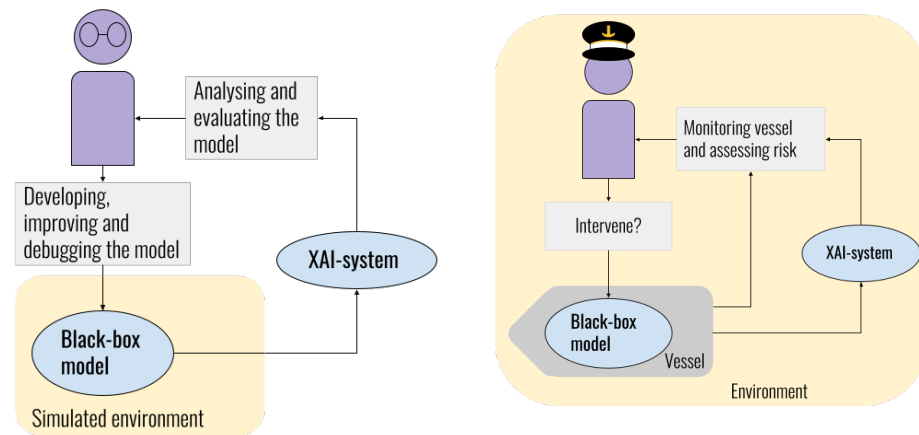 Analysing and
evaluating the
model
Developing,
improving and
debugging the model
XAI-system
Black-box
model
Simulated environment
Monitoring vessel
and assessing risk
Intervene?
XAI-system
Black-box
model
Vessel
Environment